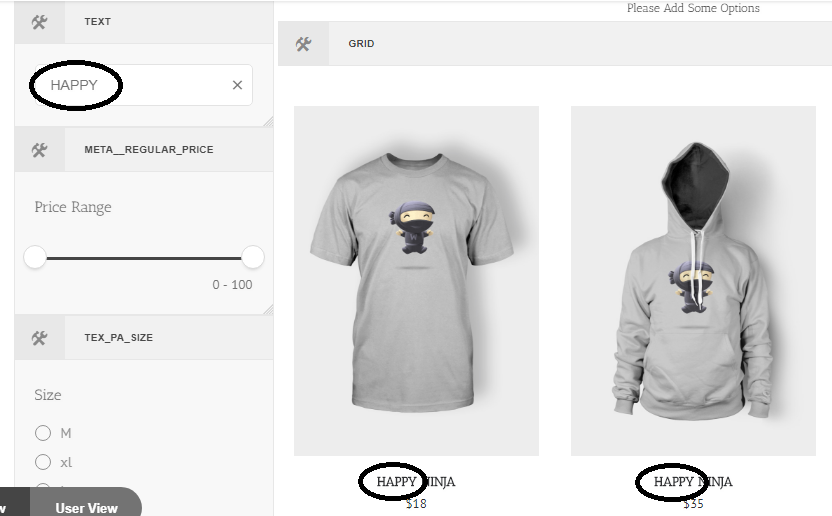 TEXT
HAPPY
META__REGULAR_PRICE
Price Range
0 - 100
TEX_PA_SIZE
Size
M
xl
User View
Please Add Some Options
GRID
HAPPY NINJA
$18
HAPPY NINJA
$35